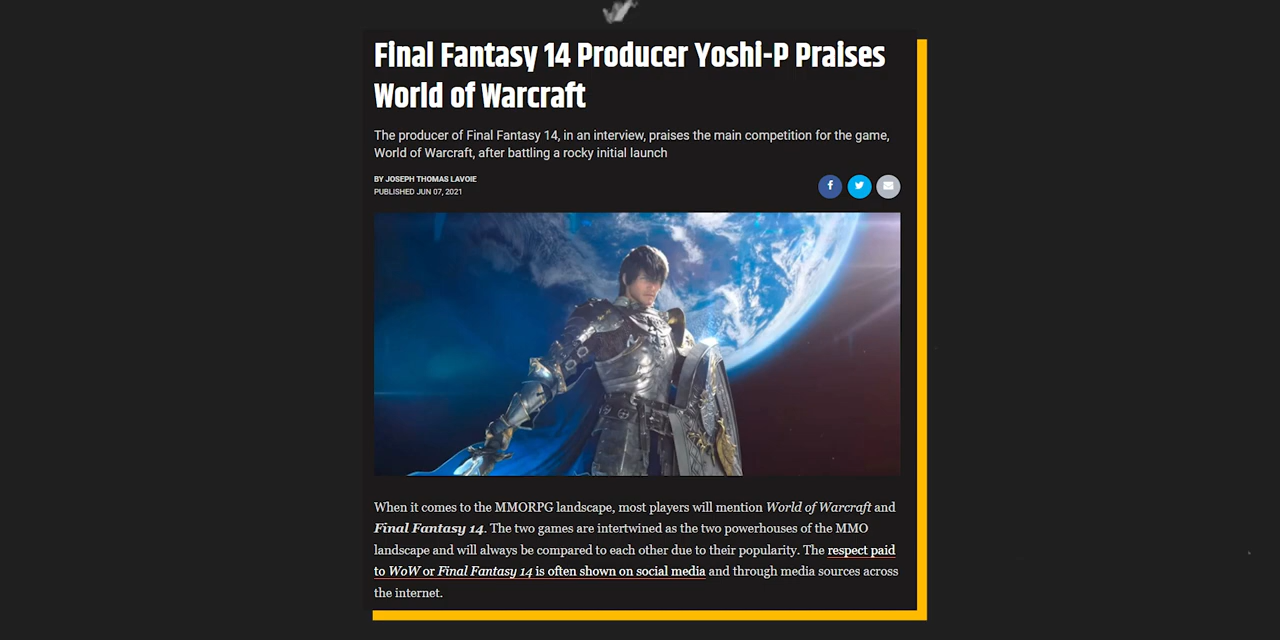 Final Fantasy 14 Producer Yoshi-P Praises
World of Warcraft
The producer of Final Fantasy 14, in an interview, praises the main competition for the game,
World of Warcraft, after battling a rocky initial launch
BY JOSEPH THOMAS LAVOIE
PUBLISHED JUN 07, 2021
When it comes to the MMORPG landscape, most players will mention World of Warcraft and
Final Fantasy 14. The two games are intertwined as the two powerhouses of the MMO
landscape and will always be compared to each other due to their popularity. The respect paid
to WoW or Final Fantasy 14 is often shown on social media and through media sources across
the internet.